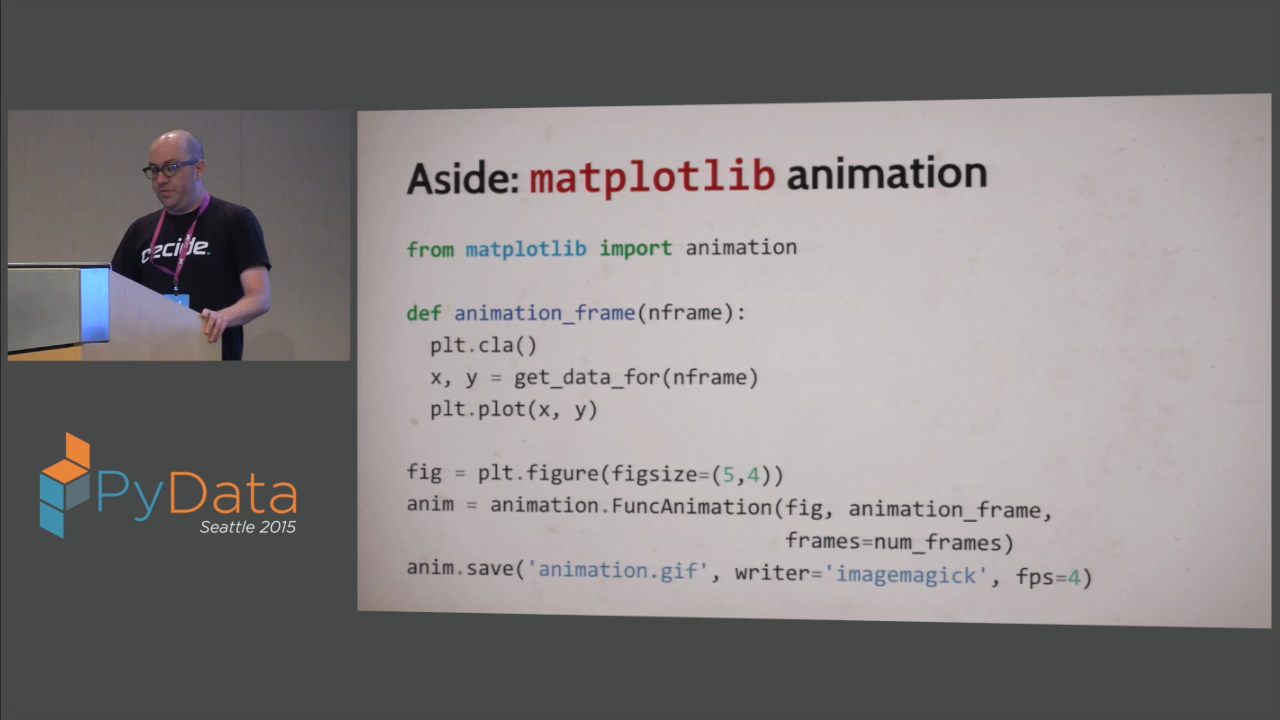 Aside: matplotlib animation
from matplotlib import animation
def animation_frame(nframe):
plt.cla()
x, y = get_data_for(nframe)
plt.plot(x, y)
fig = plt.figure(figsize=(5,4))
anim = animation.FuncAnimation(fig, animation_frame,
frames=num_frames)
anim.save('animation.gif', writer='imagemagick', fps=4)
PyData
Seattle 2015